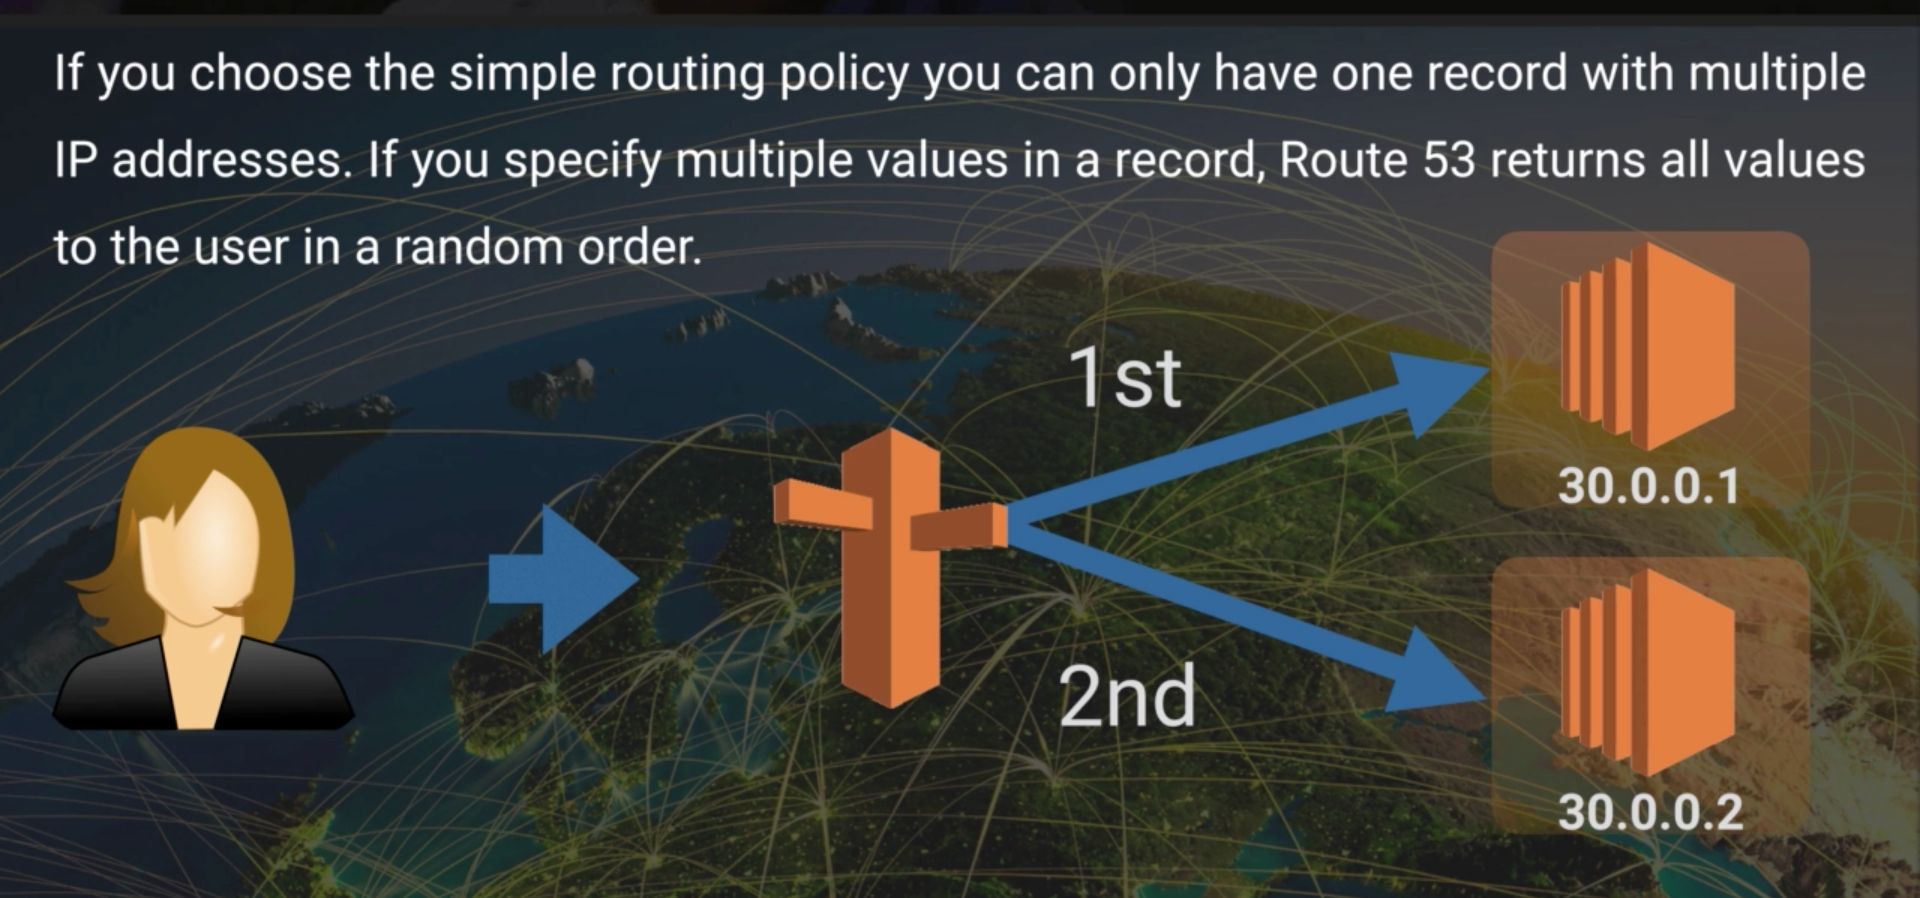 If you choose the simple routing policy you can only have one record with multiple
IP addresses. If you specify multiple values in a record, Route 53 returns all values
to the user in a random order.
1st
30.0.0.1
2nd
30.0.0.2